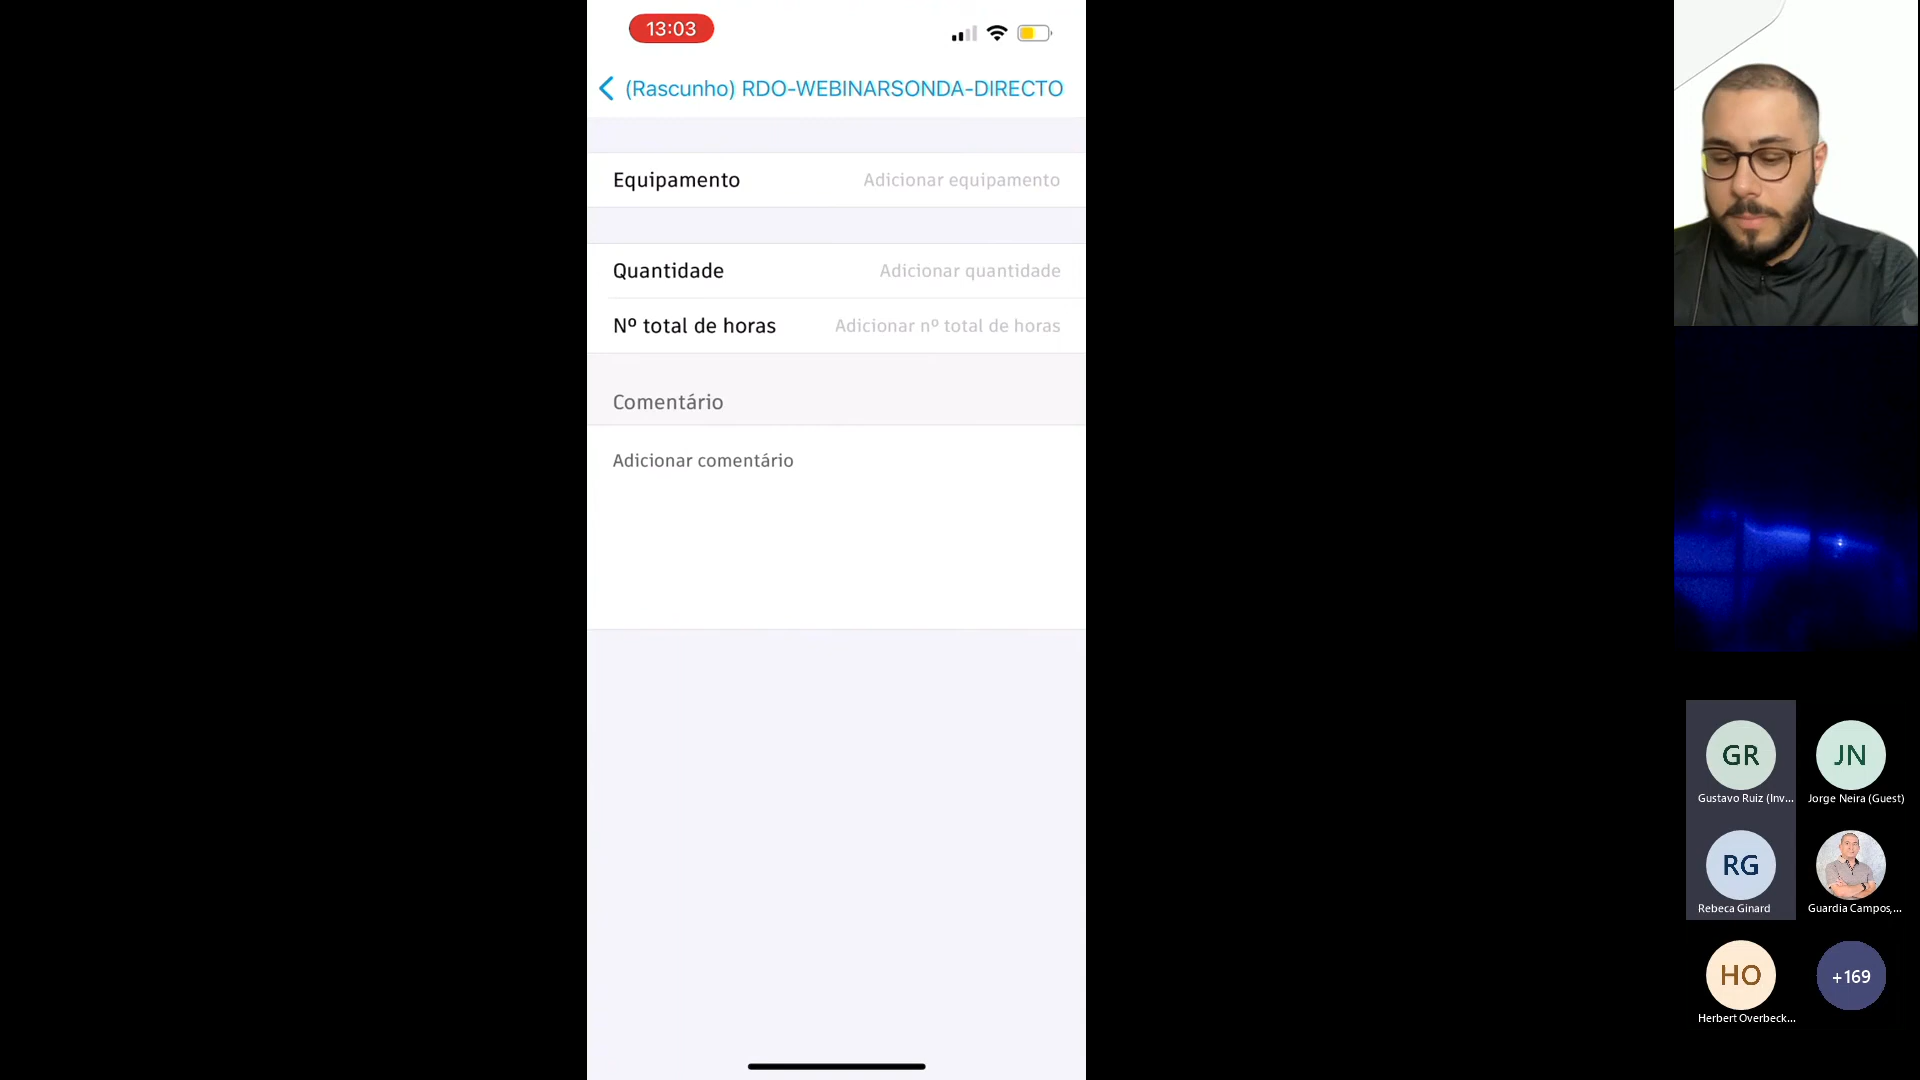 13:03
(Rascunho) RDO-WEBINARSONDA-DIRECTO
Equipamento Adicionar equipamento
Quantidade Adicionar quantidade
Nº total de horas Adicionar nº total de horas
Comentário
Adicionar comentário
GR JN
Gustavo Ruiz (Inv... Jorge Neira (Guest)
RG
Rebeca Ginard Guardia Campos,...
HO +169
Herbert Overbeck...